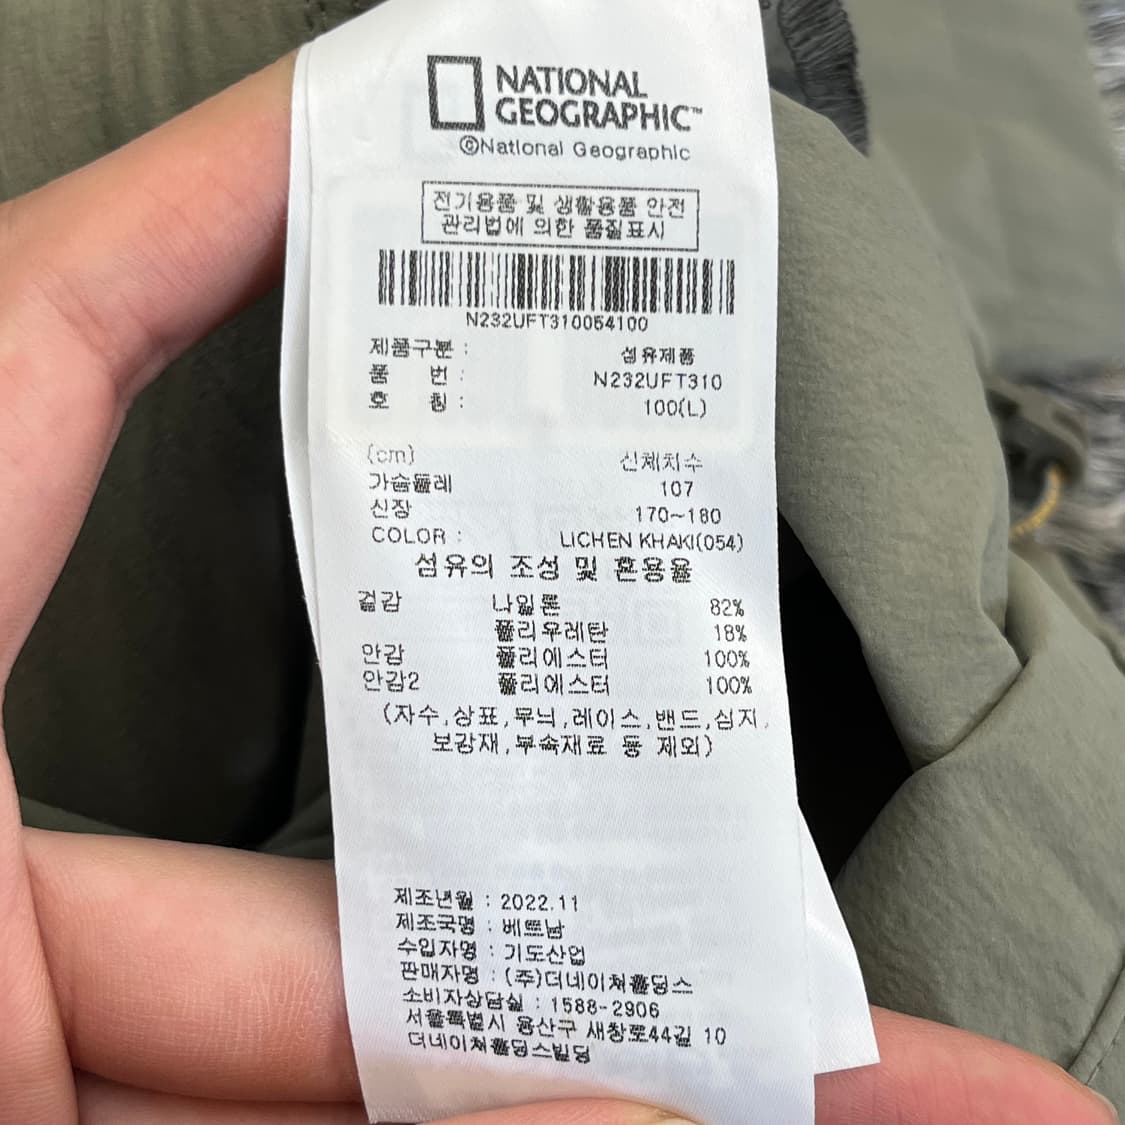 NATIONAL
GEOGRAPHIC™
©National Geographic
전기용품 및 생활용품 안전
관리법에 의한 품질표시
N232UFT310054100
제품구분 : 섬유제품
품 번 : N232UFT310
호 칭 : 100(L)
(cm) 신체치수
가슴둘레 107
신장 170~180
COLOR : LICHEN KHAKI(054)
섬유의 조성 및 혼용율
겉감 나일론 82%
폴리우레탄 18%
안감 폴리에스터 100%
안감2 폴리에스터 100%
(자수,상표,무늬,레이스,밴드,심지,
보강재,부속재료 등 제외)
제조년월 : 2022.11
제조국명 : 베트남
수입자명 : 기도산업
판매자명 : (주)더네이쳐홀딩스
소비자상담실 : 1588-2906
서울특별시 용산구 새창로44길 10
더네이쳐홀딩스빌딩